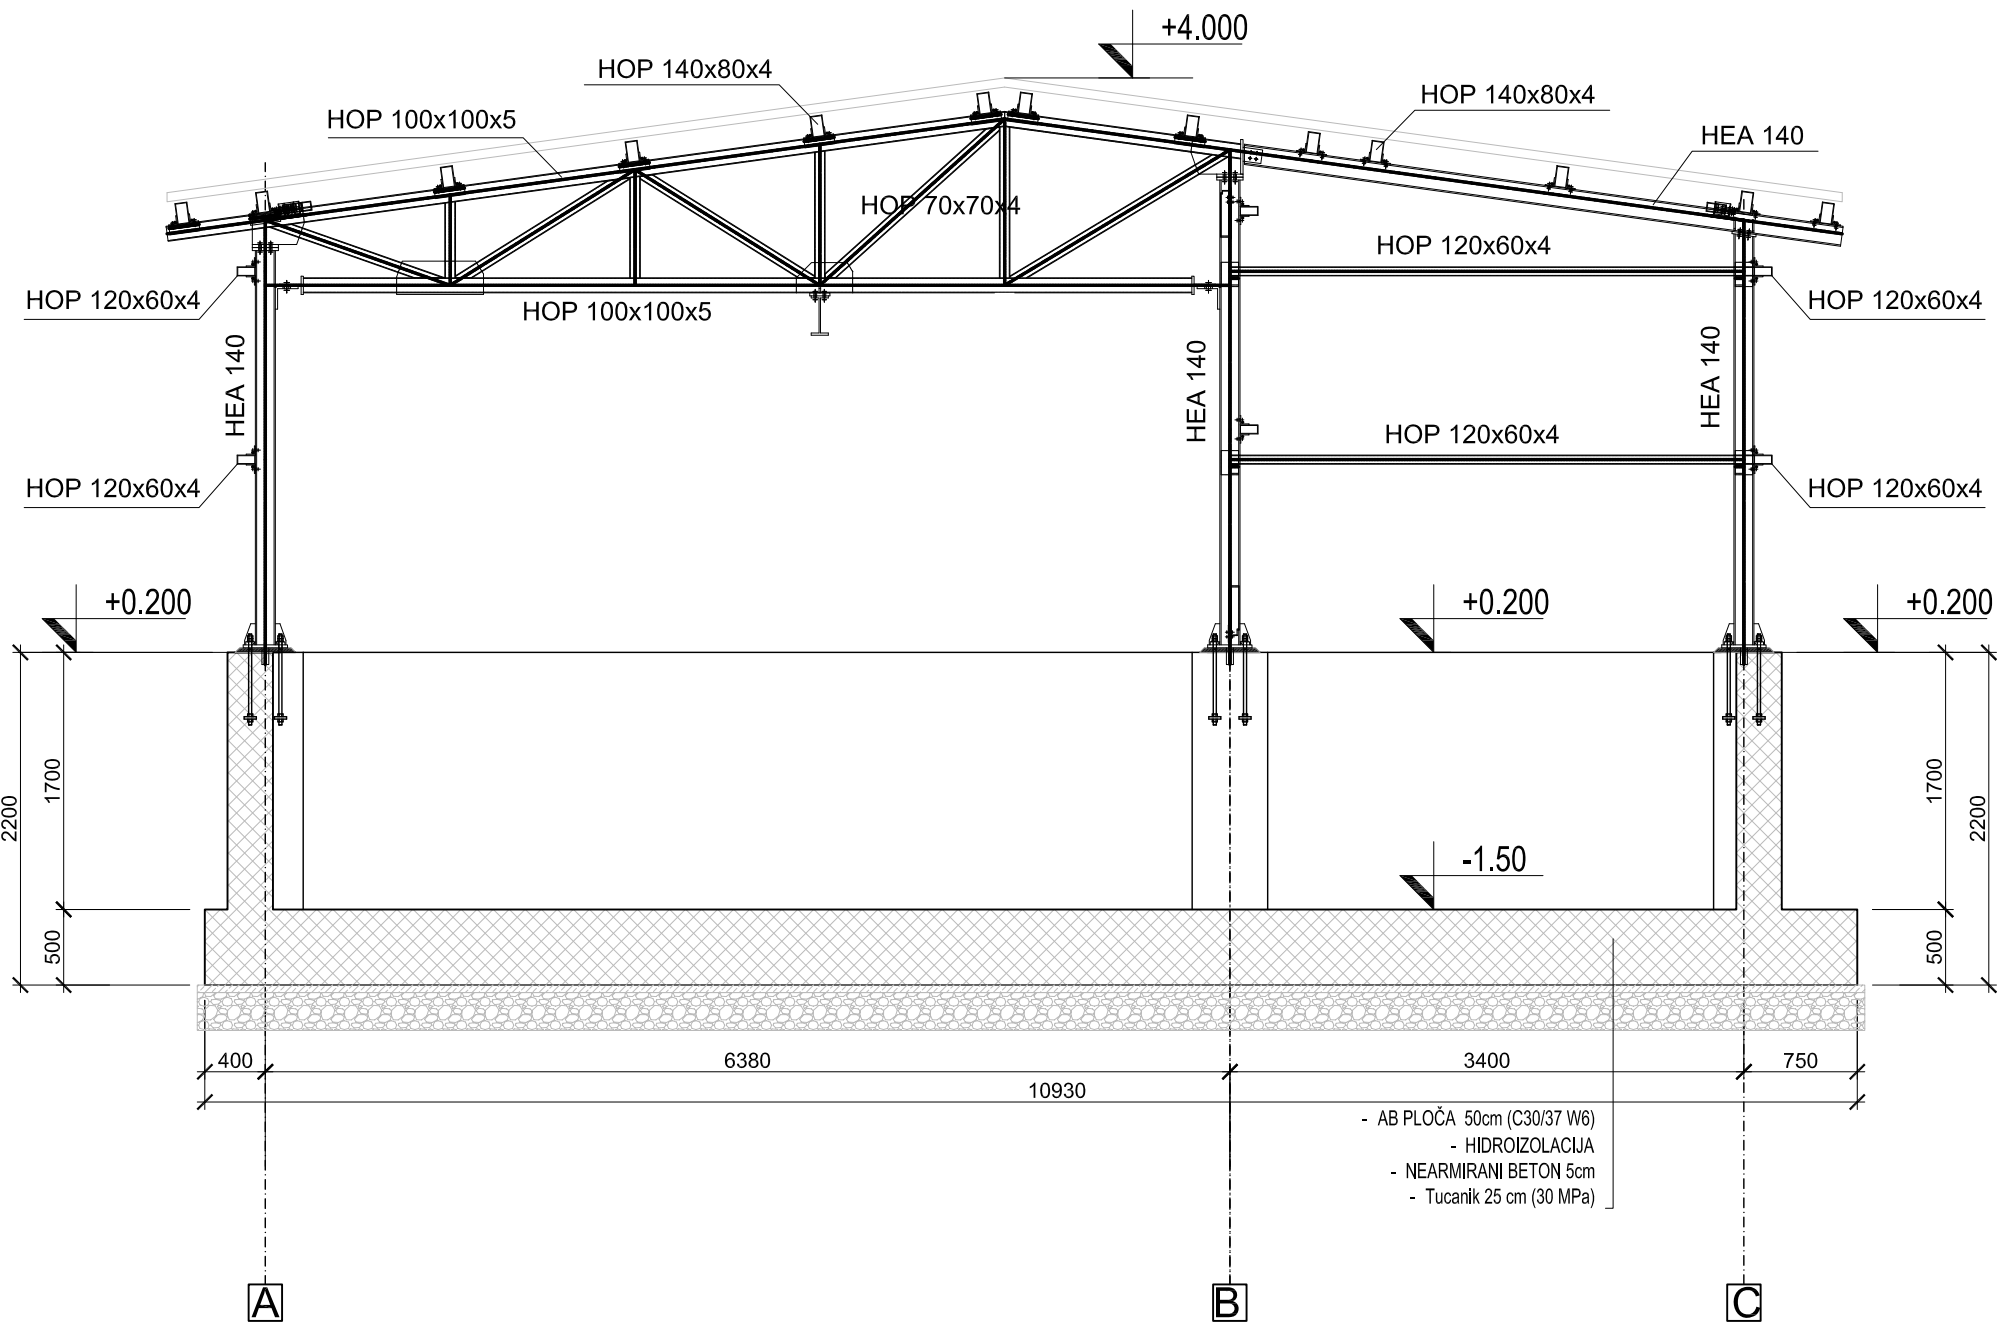 +4.000
HOP 140x80x4
HOP 140x80x4
HOP 100x100x5
HEA 140
HOP 70x70x4
HOP 120x60x4
HOP 120x60x4
HOP 100x100x5
HOP 120x60x4
HEA 140
HEA 140
HEA 140
HOP 120x60x4
HOP 120x60x4
HOP 120x60x4
+0.200
+0.200
+0.200
2200
1700
500
-1.50
1700
2200
500
400
6380
3400
750
10930
- AB PLOČA 50cm (C30/37 W6)
- HIDROIZOLACIJA
- NEARMIRANI BETON 5cm
- Tucanik 25 cm (30 MPa)
A
B
C